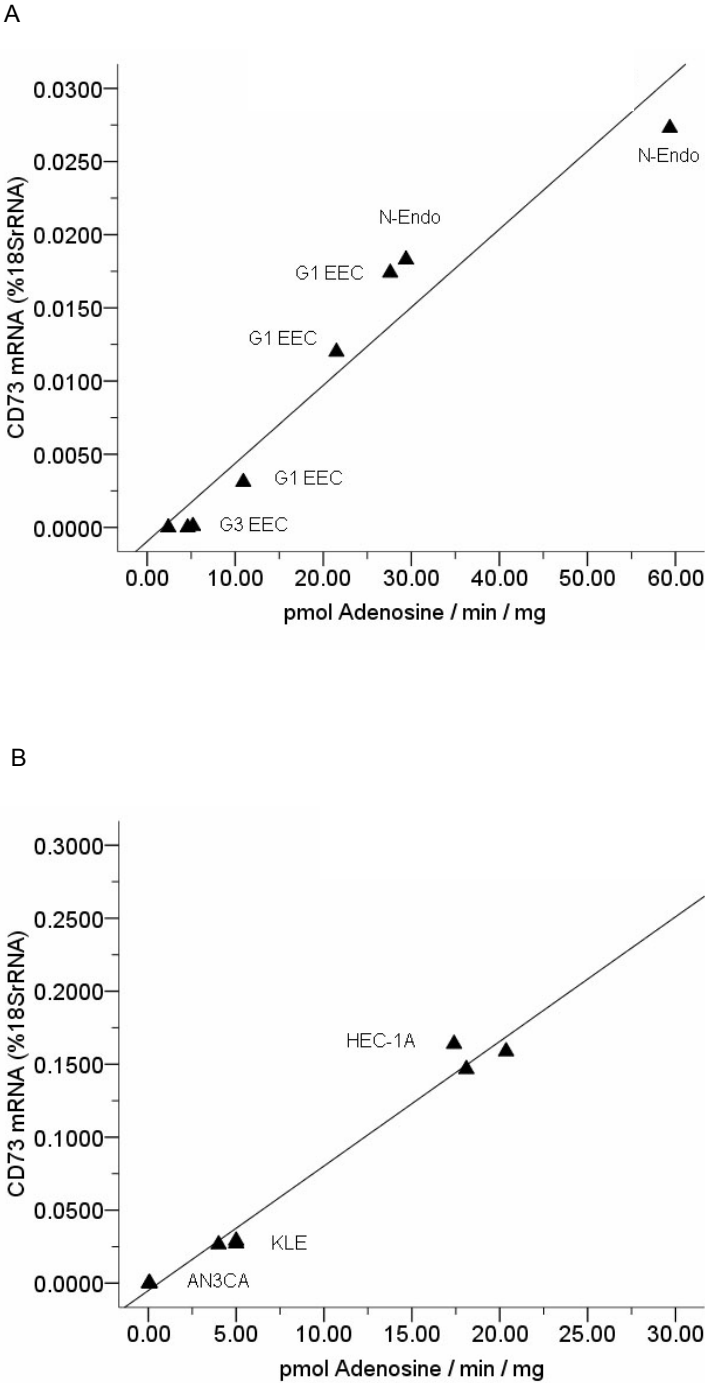 A
0.0300
0.0250
0.0200
0.0150
0.0100
0.0050
0.0000
CD73 mRNA (%18SrRNA)
N-Endo
N-Endo
G1 EEC
G1 EEC
G1 EEC
G3 EEC
0.00 10.00 20.00 30.00 40.00 50.00 60.00
pmol Adenosine / min / mg
B
0.3000
0.2500
0.2000
0.1500
0.1000
0.0500
0.0000
CD73 mRNA (%18SrRNA)
HEC-1A
KLE
AN3CA
0.00 5.00 10.00 15.00 20.00 25.00 30.00
pmol Adenosine / min / mg